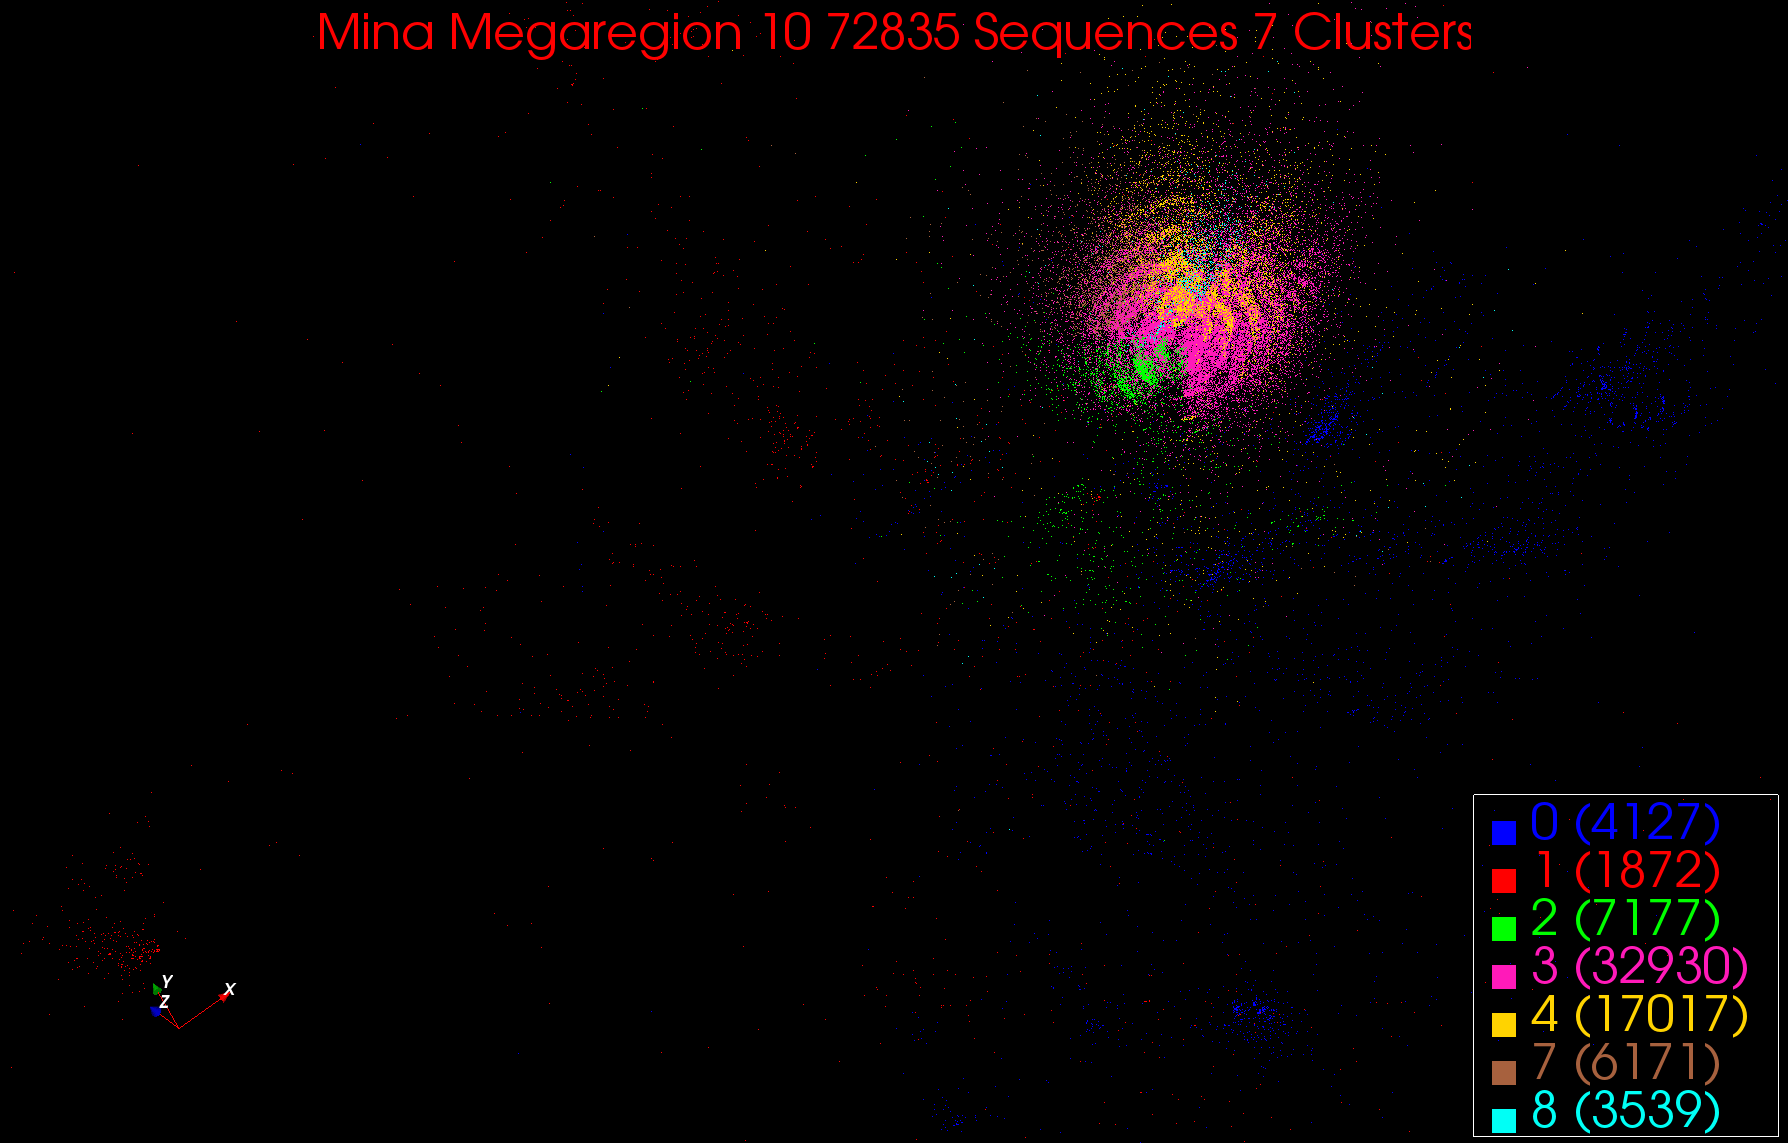 Mina Megaregion 10 72835 Sequences 7 Clusters
0 (4127)
1 (1872)
2 (7177)
3 (32930)
4 (17017)
7 (6171)
8 (3539)
Y
Z
X